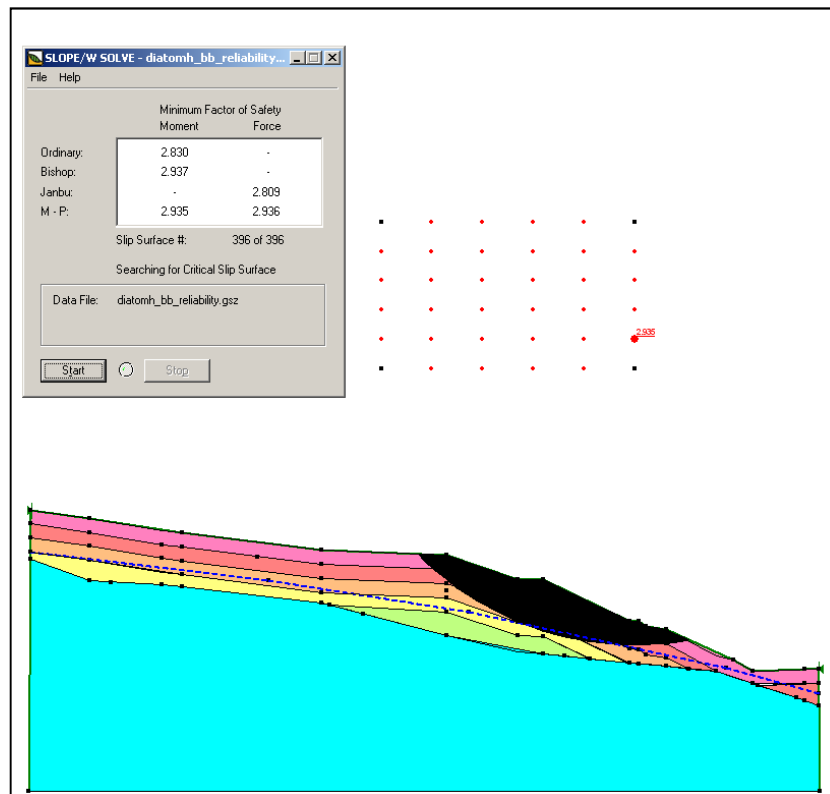 SLOPE/W SOLVE - diatomh_bb_reliability...
File Help
Minimum Factor of Safety
Moment Force
Ordinary: 2.830 -
Bishop: 2.937 -
Janbu: - 2.809
M - P: 2.935 2.936
Slip Surface #: 396 of 396
Searching for Critical Slip Surface
Data File: diatomh_bb_reliability.gsz
Start Stop
2.935